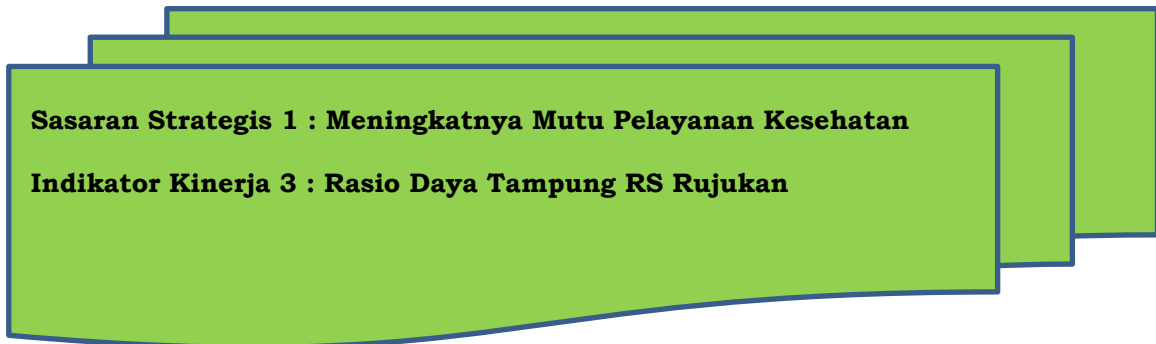 Sasaran Strategis 1 : Meningkatnya Mutu Pelayanan Kesehatan
Indikator Kinerja 3 : Rasio Daya Tampung RS Rujukan